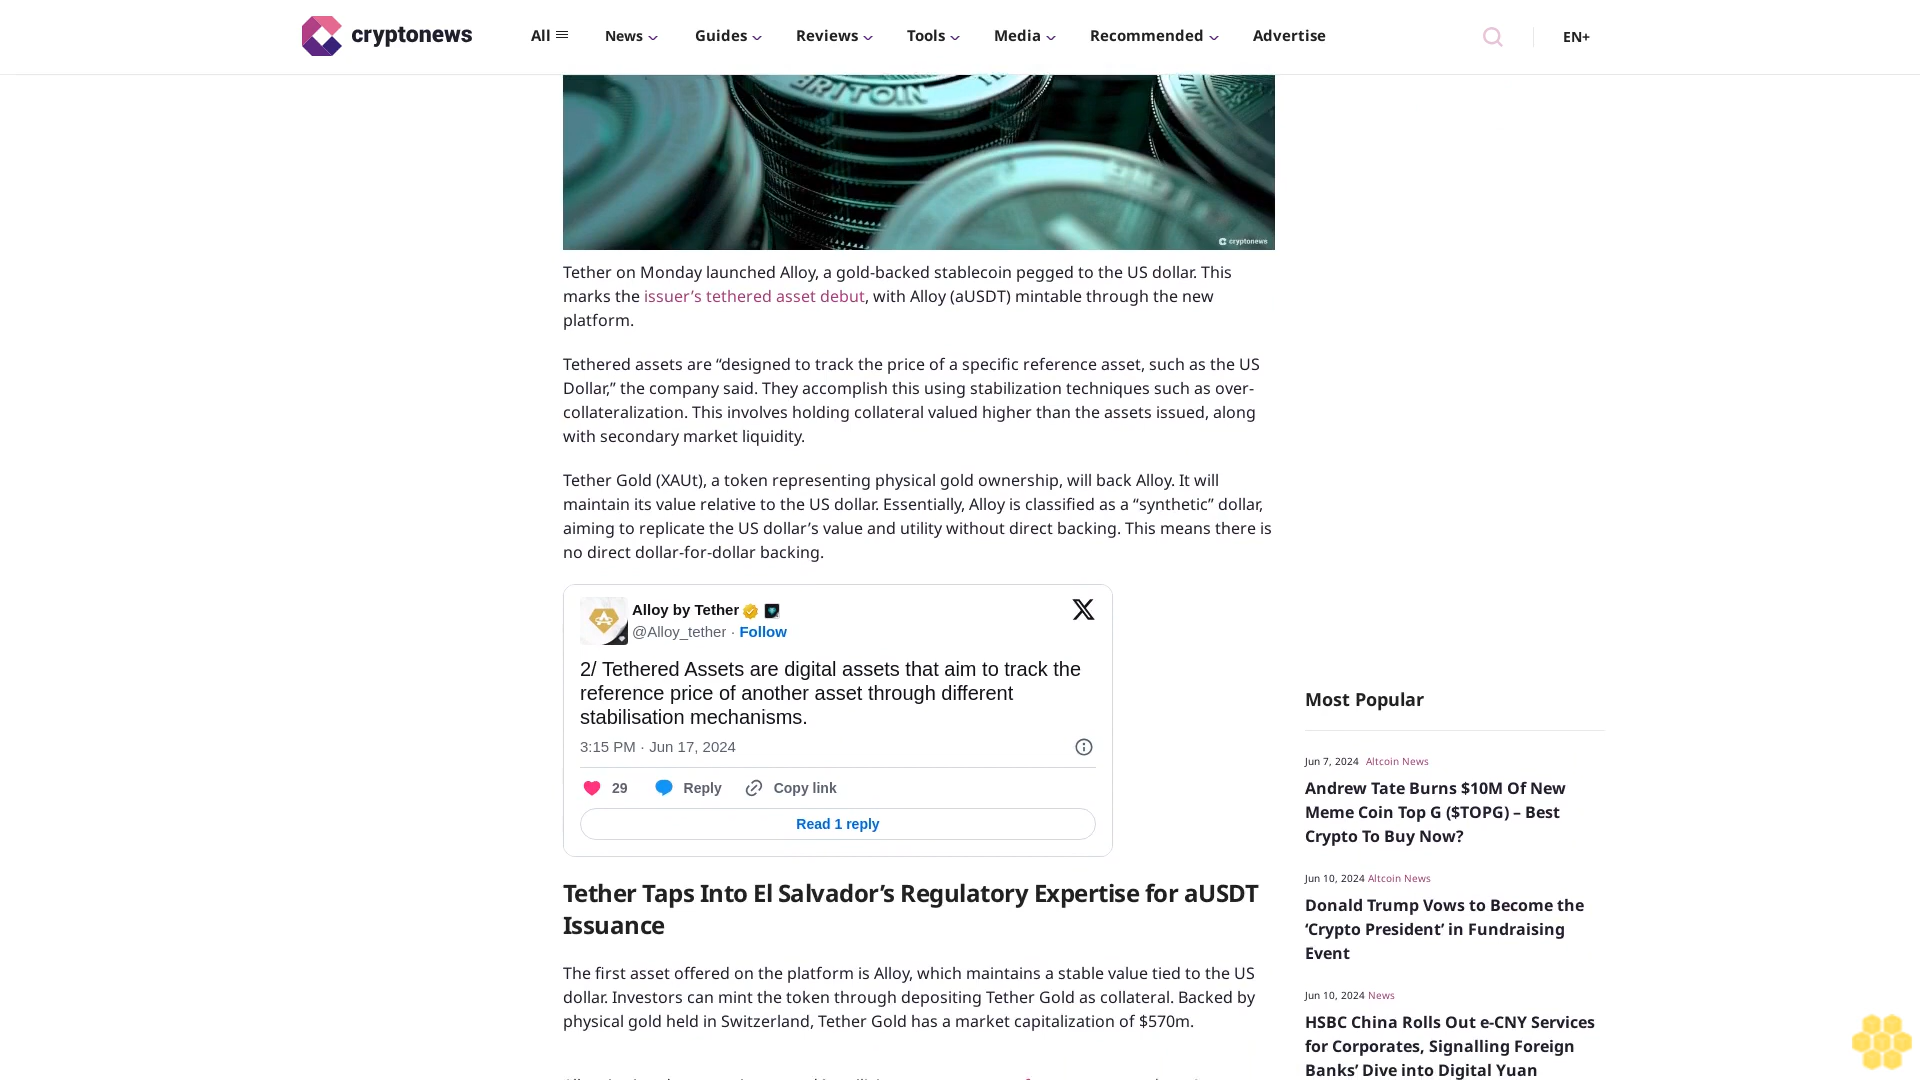 cryptonews
All
News
Guides
Reviews
Tools
Media
Recommended
Advertise
EN+
BRITOIN
cryptonews
Tether on Monday launched Alloy, a gold-backed stablecoin pegged to the US dollar. This
marks the issuer’s tethered asset debut, with Alloy (aUSDT) mintable through the new
platform.
Tethered assets are “designed to track the price of a specific reference asset, such as the US
Dollar,” the company said. They accomplish this using stabilization techniques such as over-
collateralization. This involves holding collateral valued higher than the assets issued, along
with secondary market liquidity.
Tether Gold (XAUt), a token representing physical gold ownership, will back Alloy. It will
maintain its value relative to the US dollar. Essentially, Alloy is classified as a “synthetic” dollar,
aiming to replicate the US dollar’s value and utility without direct backing. This means there is
no direct dollar-for-dollar backing.
Alloy by Tether
@Alloy_tether · Follow
2/ Tethered Assets are digital assets that aim to track the
reference price of another asset through different
stabilisation mechanisms.
3:15 PM · Jun 17, 2024
29 Reply Copy link
Read 1 reply
Tether Taps Into El Salvador’s Regulatory Expertise for aUSDT
Issuance
The first asset offered on the platform is Alloy, which maintains a stable value tied to the US
dollar. Investors can mint the token through depositing Tether Gold as collateral. Backed by
physical gold held in Switzerland, Tether Gold has a market capitalization of $570m.
Most Popular
Jun 7, 2024 Altcoin News
Andrew Tate Burns $10M Of New
Meme Coin Top G ($TOPG) – Best
Crypto To Buy Now?
Jun 10, 2024 Altcoin News
Donald Trump Vows to Become the
‘Crypto President’ in Fundraising
Event
Jun 10, 2024 News
HSBC China Rolls Out e-CNY Services
for Corporates, Signalling Foreign
Banks’ Dive into Digital Yuan